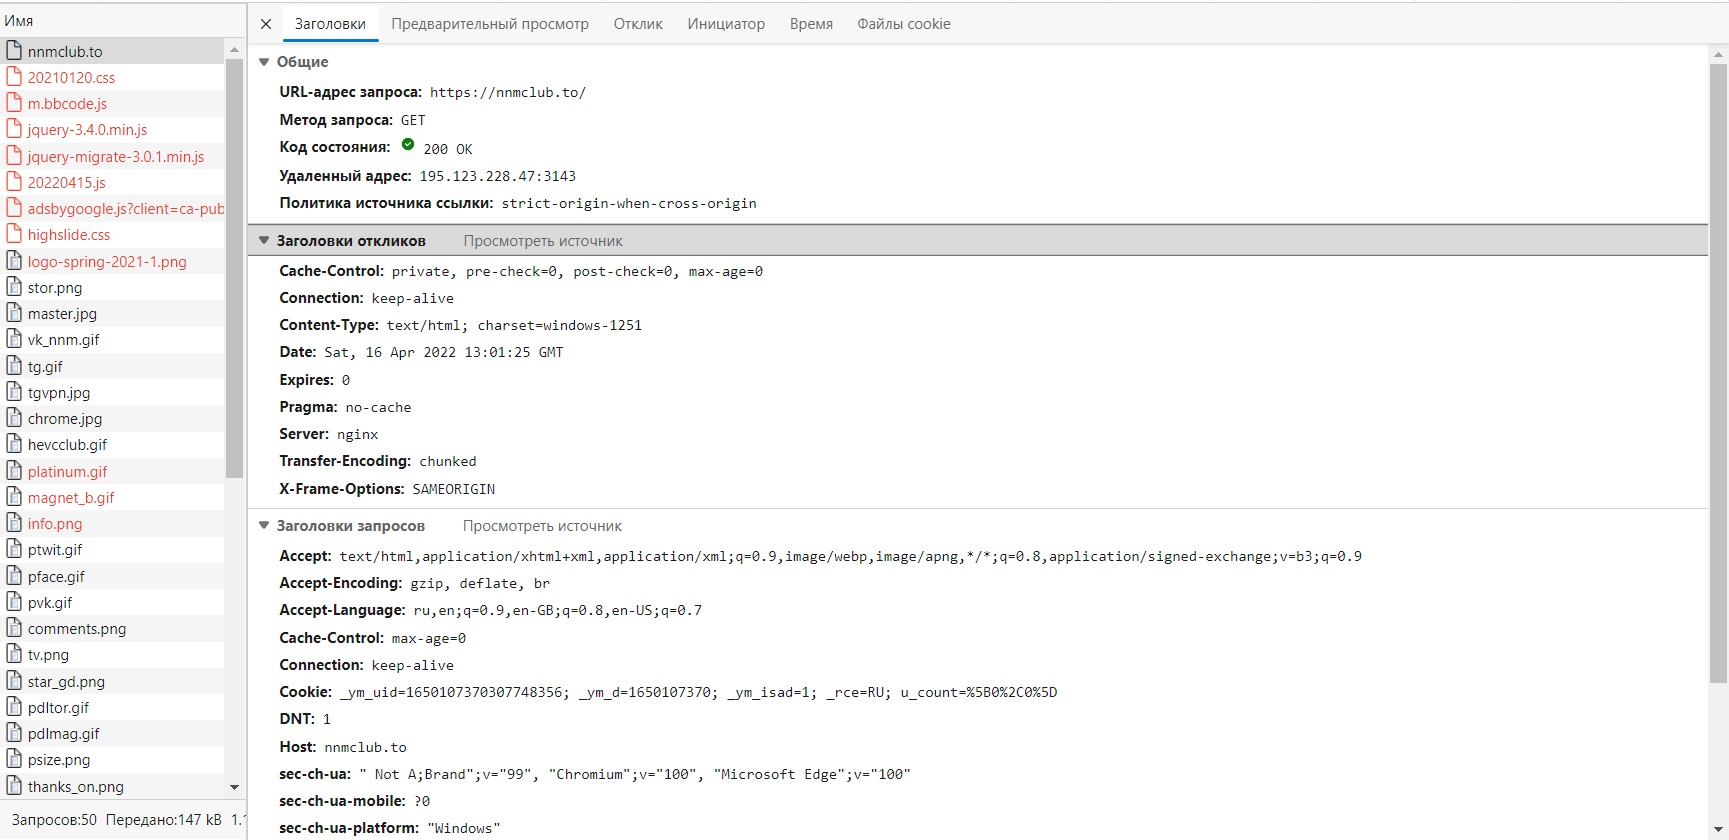 Имя
nnmclub.to
20210120.css
m.bbcode.js
jquery-3.4.0.min.js
jquery-migrate-3.0.1.min.js
20220415.js
adsbygoogle.js?client=ca-pub
highslide.css
logo-spring-2021-1.png
stor.png
master.jpg
vk_nnm.gif
tg.gif
tgvpn.jpg
chrome.jpg
hevcclub.gif
platinum.gif
magnet_b.gif
info.png
ptwit.gif
pface.gif
pvk.gif
comments.png
tv.png
star_gd.png
pdltor.gif
pdlmag.gif
psize.png
thanks_on.png
Запросов:50 Передано:147 kB 1.1
Заголовки Предварительный просмотр Отклик Инициатор Время Файлы cookie
Общие
URL-адрес запроса: https://nnmclub.to/
Метод запроса: GET
Код состояния: 200 OK
Удаленный адрес: 195.123.228.47:3143
Политика источника ссылки: strict-origin-when-cross-origin
Заголовки откликов Просмотреть источник
Cache-Control: private, pre-check=0, post-check=0, max-age=0
Connection: keep-alive
Content-Type: text/html; charset=windows-1251
Date: Sat, 16 Apr 2022 13:01:25 GMT
Expires: 0
Pragma: no-cache
Server: nginx
Transfer-Encoding: chunked
X-Frame-Options: SAMEORIGIN
Заголовки запросов Просмотреть источник
Accept: text/html,application/xhtml+xml,application/xml;q=0.9,image/webp,image/apng,*/*;q=0.8,application/signed-exchange;v=b3;q=0.9
Accept-Encoding: gzip, deflate, br
Accept-Language: ru,en;q=0.9,en-GB;q=0.8,en-US;q=0.7
Cache-Control: max-age=0
Connection: keep-alive
Cookie: _ym_uid=1650107370307748356; _ym_d=1650107370; _ym_isad=1; _rce=RU; u_count=%5B0%2C0%5D
DNT: 1
Host: nnmclub.to
sec-ch-ua: " Not A;Brand";v="99", "Chromium";v="100", "Microsoft Edge";v="100"
sec-ch-ua-mobile: ?0
sec-ch-ua-platform: "Windows"